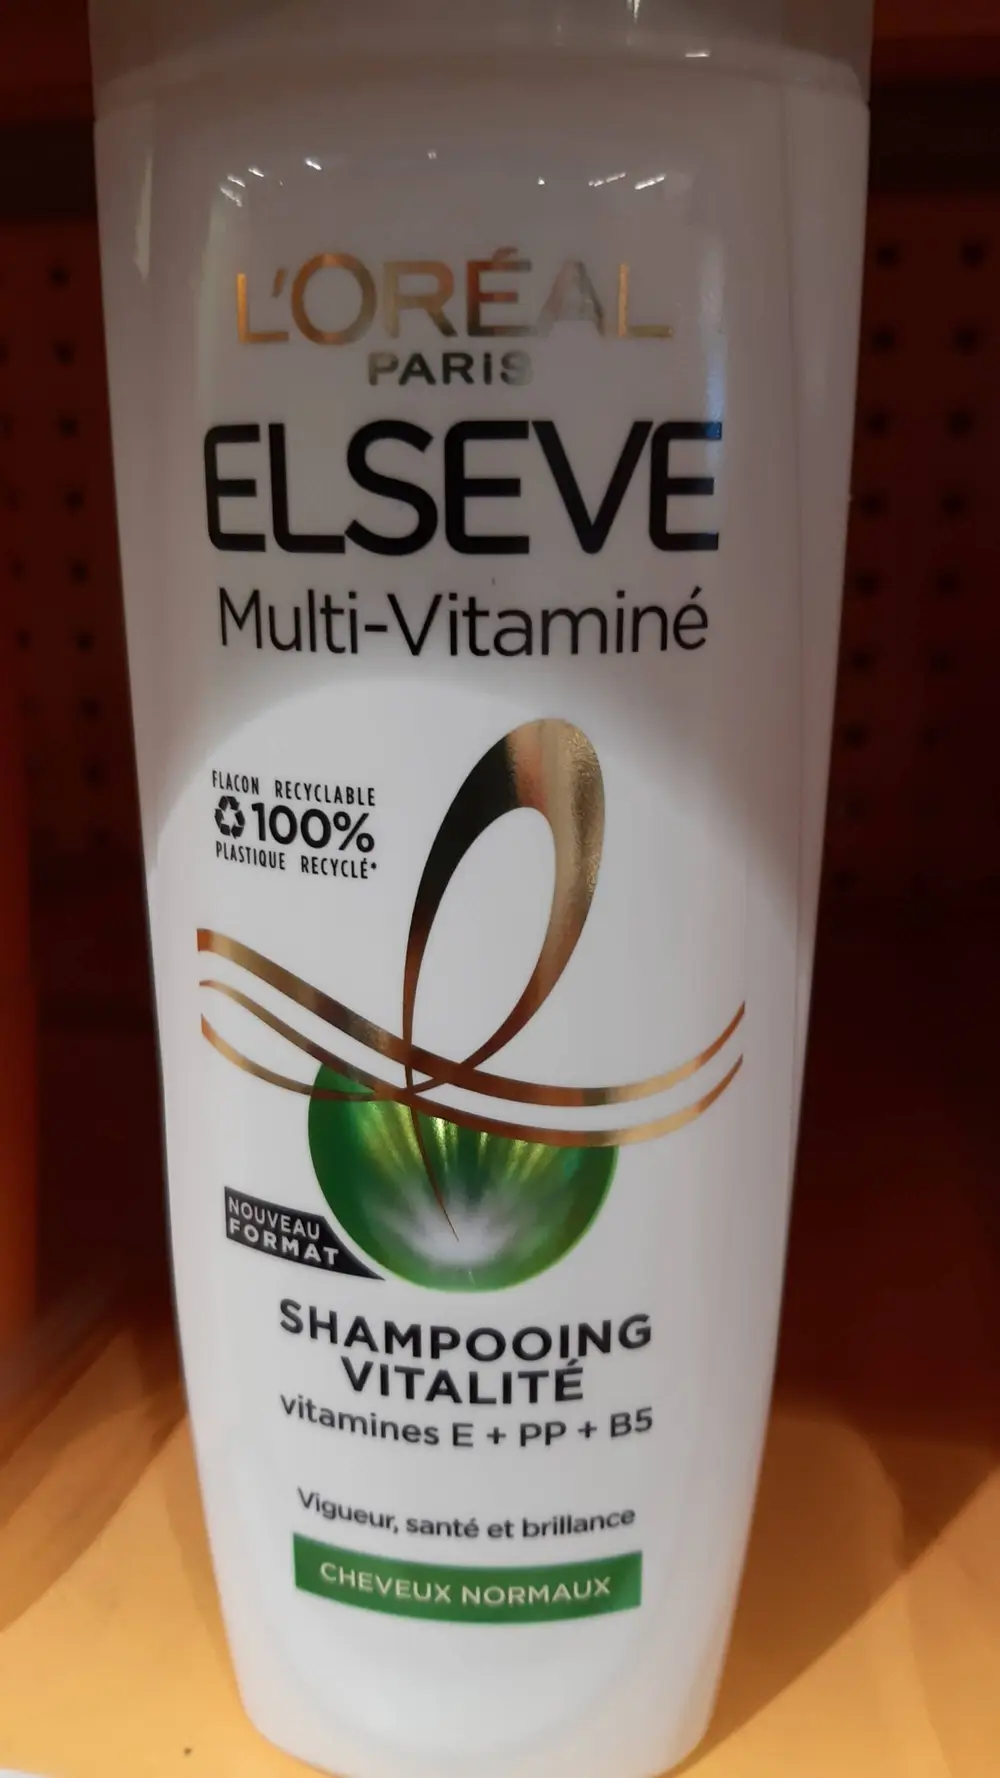 L'ORÉAL
PARIS
ELSEVE
Multi-Vitaminé
FLACON RECYCLABLE
100%
PLASTIQUE RECYCLÉ*
NOUVEAU
FORMAT
SHAMPOOING
VITALITÉ
vitamines E + PP + B5
Vigueur, santé et brillance
CHEVEUX NORMAUX